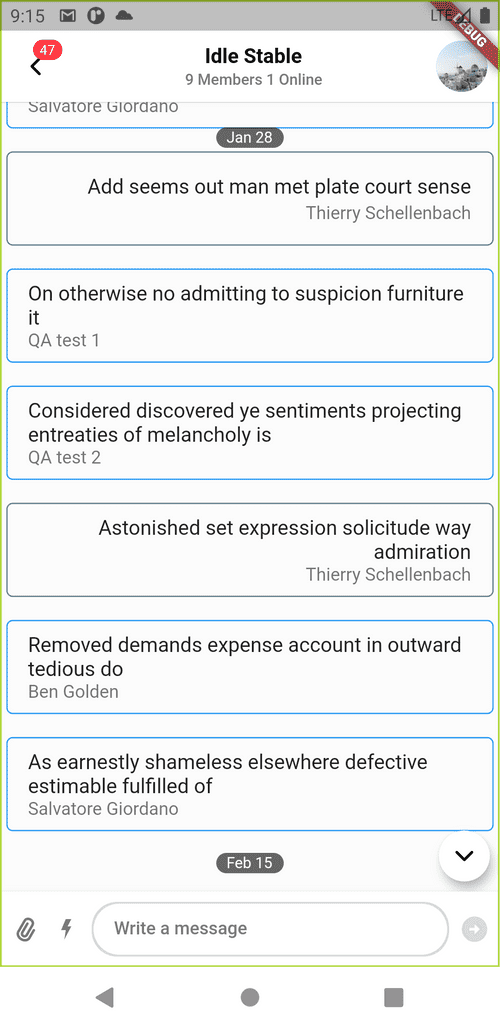 9:15
LTE
DEBUG
47
Idle Stable
9 Members 1 Online
Salvatore Giordano
Jan 28
Add seems out man met plate court sense
Thierry Schellenbach
On otherwise no admitting to suspicion furniture
it
QA test 1
Considered discovered ye sentiments projecting
entreaties of melancholy is
QA test 2
Astonished set expression solicitude way
admiration
Thierry Schellenbach
Removed demands expense account in outward
tedious do
Ben Golden
As earnestly shameless elsewhere defective
estimable fulfilled of
Salvatore Giordano
Feb 15
Write a message